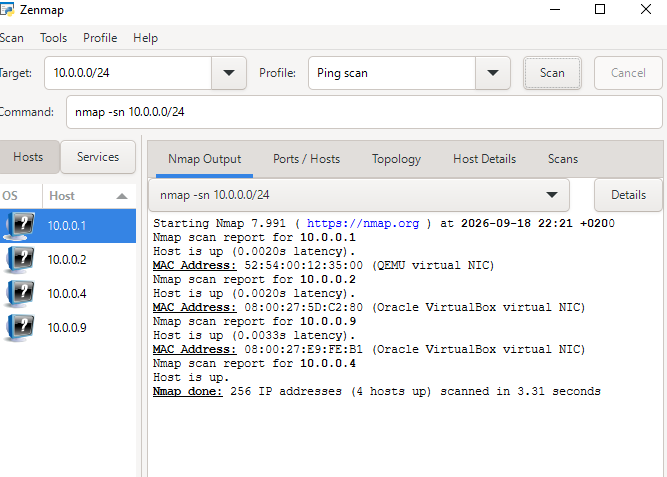 Zenmap
Scan Tools Profile Help
Target: 10.0.0.0/24 Profile: Ping scan Scan Cancel
Command: nmap -sn 10.0.0.0/24
Hosts Services Nmap Output Ports / Hosts Topology Host Details Scans
OS Host
nmap -sn 10.0.0.0/24 Details
10.0.0.1
10.0.0.2
10.0.0.4
10.0.0.9
Starting Nmap 7.991 ( https://nmap.org ) at 2026-09-18 22:21 +0200
Nmap scan report for 10.0.0.1
Host is up (0.0020s latency).
MAC Address: 52:54:00:12:35:00 (QEMU virtual NIC)
Nmap scan report for 10.0.0.2
Host is up (0.0020s latency).
MAC Address: 08:00:27:5D:C2:80 (Oracle VirtualBox virtual NIC)
Nmap scan report for 10.0.0.9
Host is up (0.0033s latency).
MAC Address: 08:00:27:E9:FE:B1 (Oracle VirtualBox virtual NIC)
Nmap scan report for 10.0.0.4
Host is up.
Nmap done: 256 IP addresses (4 hosts up) scanned in 3.31 seconds